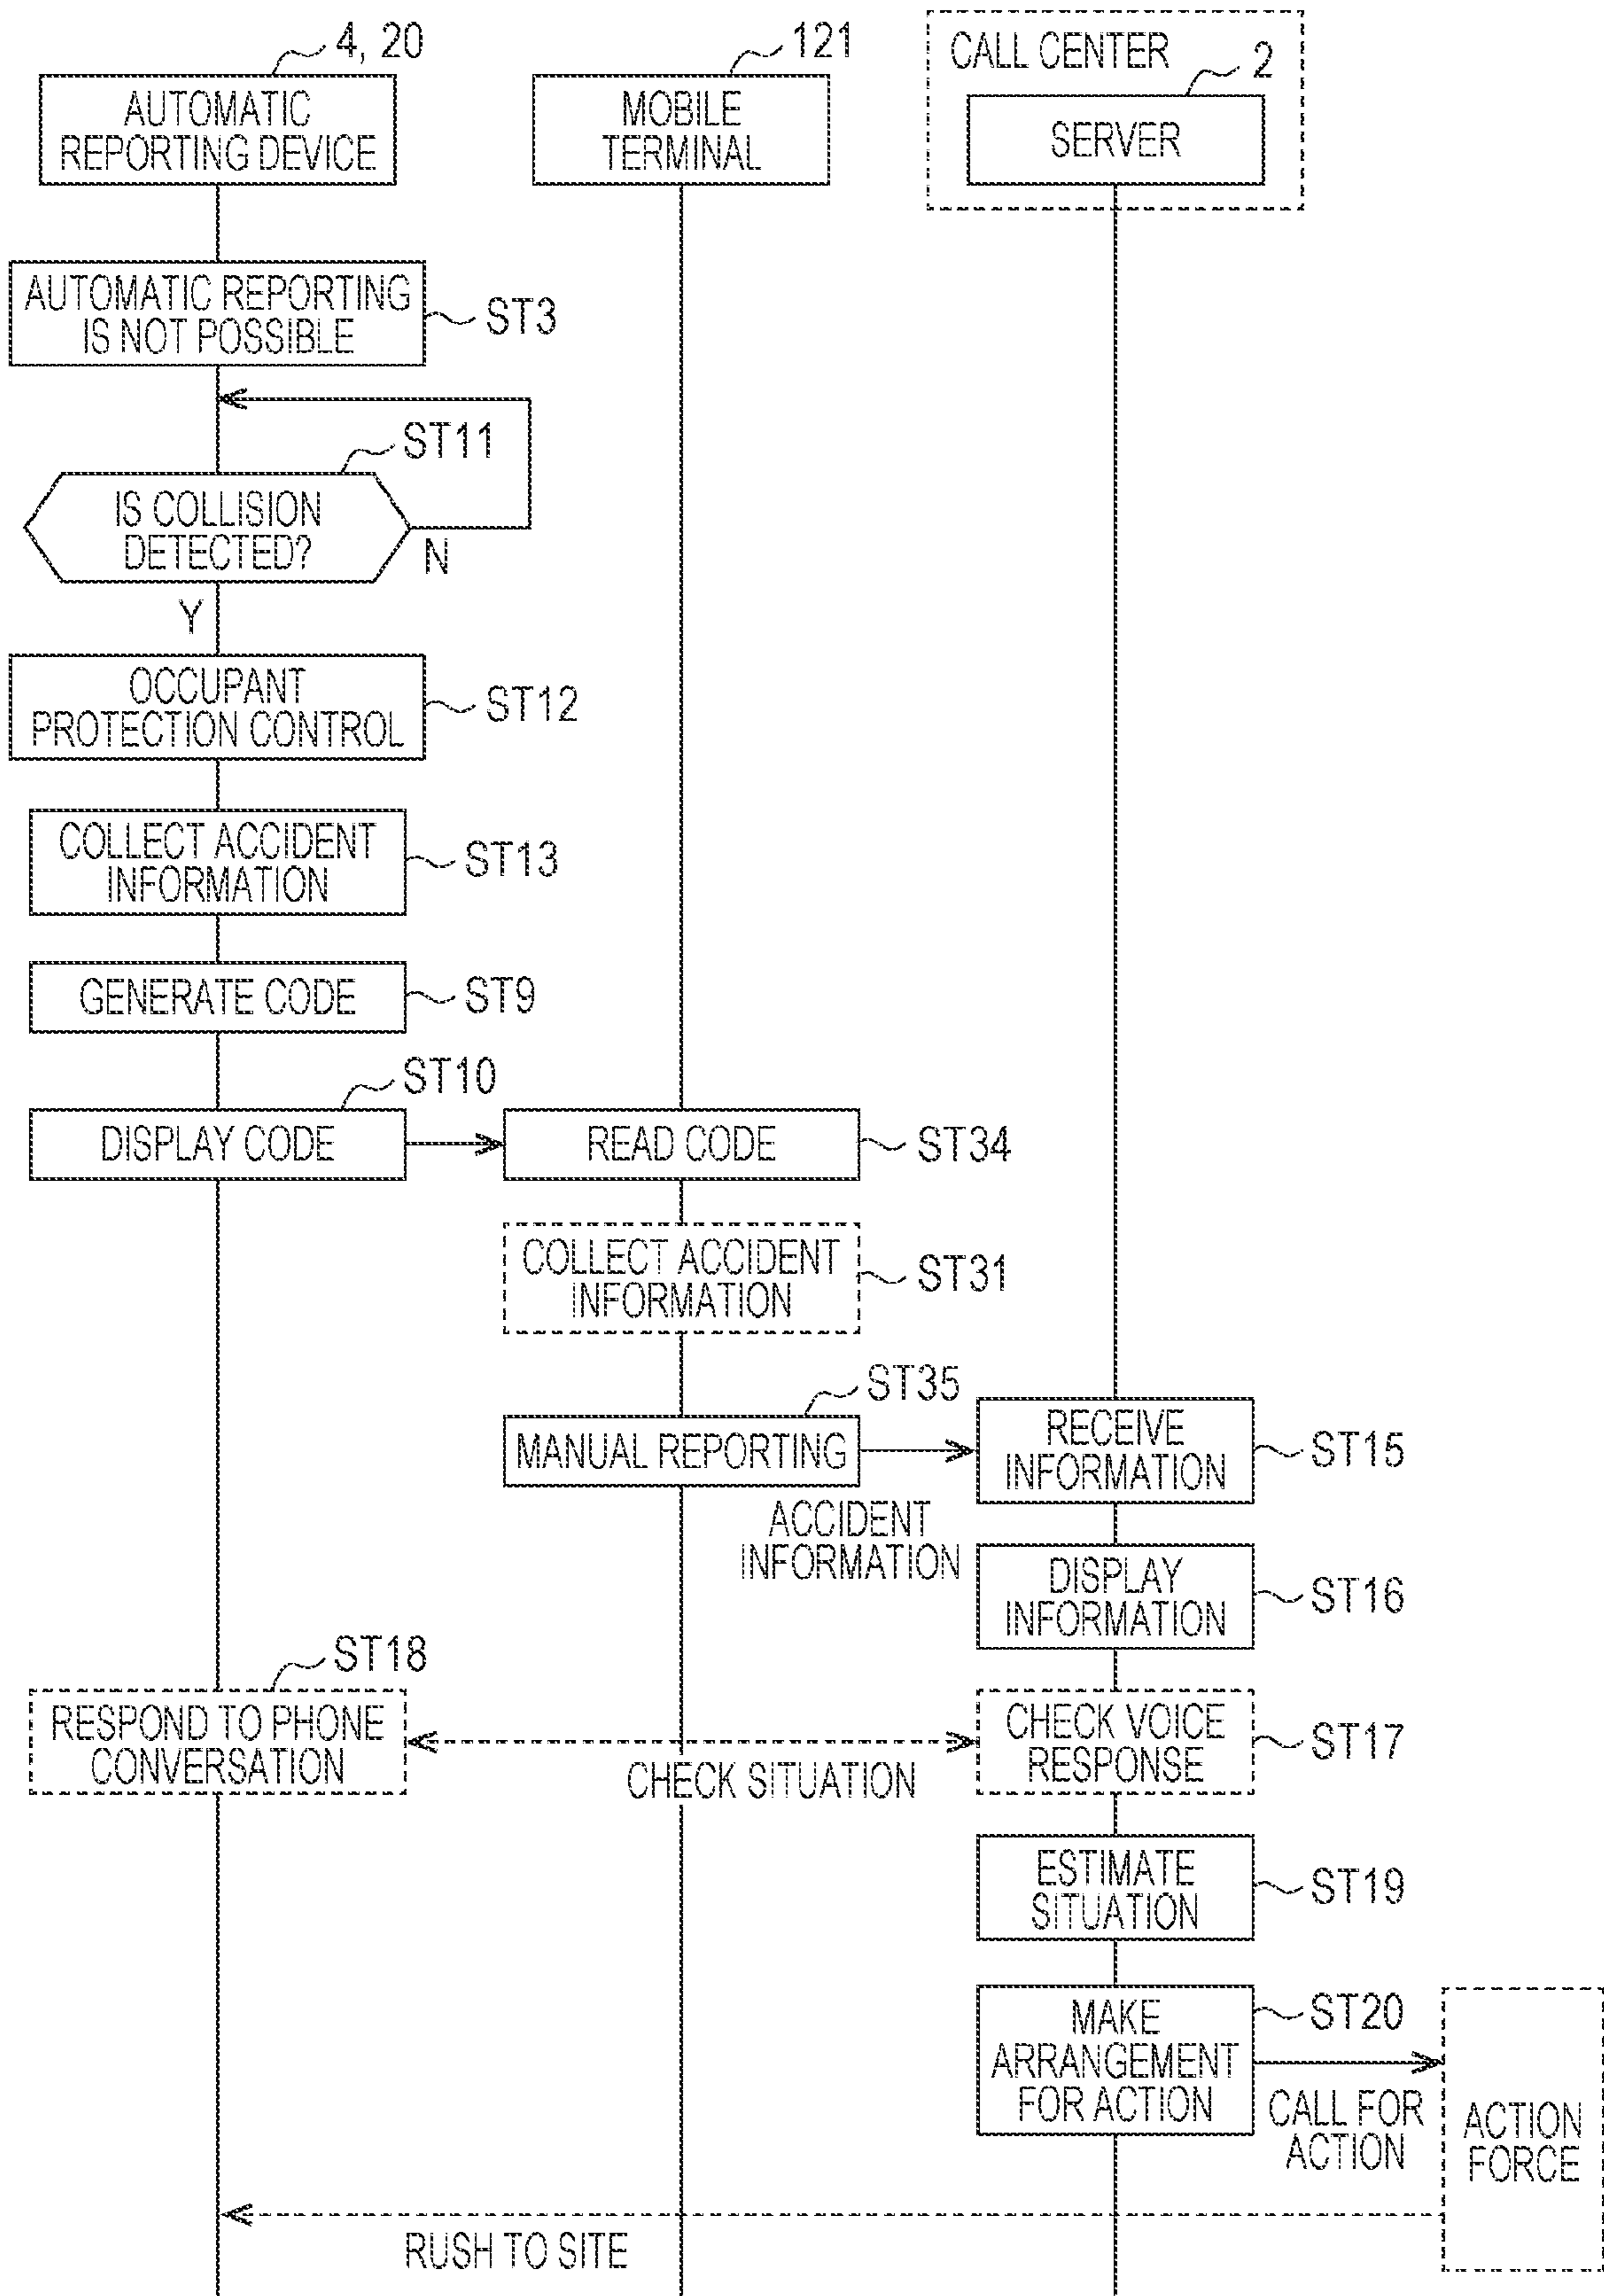 4, 20
AUTOMATIC
REPORTING DEVICE
121
MOBILE
TERMINAL
CALL CENTER
2
SERVER
AUTOMATIC REPORTING
IS NOT POSSIBLE
ST3
ST11
IS COLLISION
DETECTED?
N
Y
OCCUPANT
PROTECTION CONTROL
ST12
COLLECT ACCIDENT
INFORMATION
ST13
GENERATE CODE
ST9
ST10
DISPLAY CODE
READ CODE
ST34
COLLECT ACCIDENT
INFORMATION
ST31
ST35
MANUAL REPORTING
RECEIVE
INFORMATION
ST15
ACCIDENT
INFORMATION
DISPLAY
INFORMATION
ST16
ST18
RESPOND TO PHONE
CONVERSATION
CHECK SITUATION
CHECK VOICE
RESPONSE
ST17
ESTIMATE
SITUATION
ST19
MAKE
ARRANGEMENT
FOR ACTION
ST20
CALL FOR
ACTION
ACTION
FORCE
RUSH TO SITE